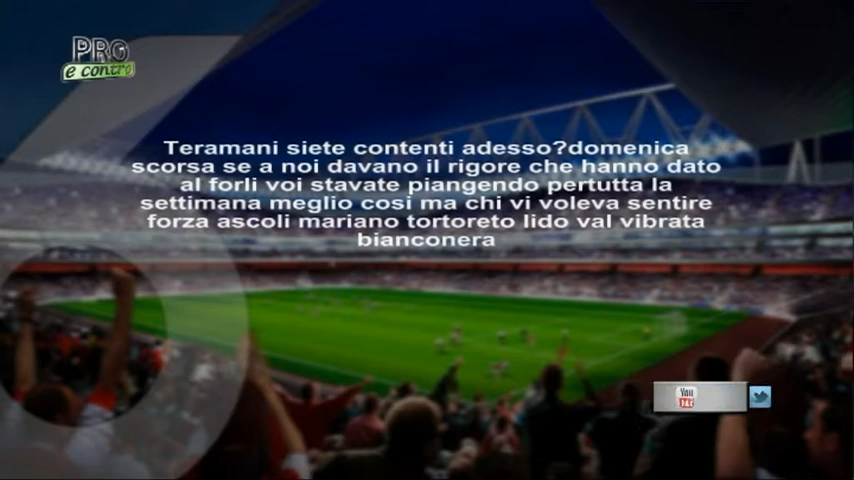 PRO
e contro
Teramani siete contenti adesso?domenica
scorsa se a noi davano il rigore che hanno dato
al forli voi stavate piangendo pertutta la
settimana meglio cosi ma chi vi voleva sentire
forza ascoli mariano tortoreto lido val vibrata
bianconera
You